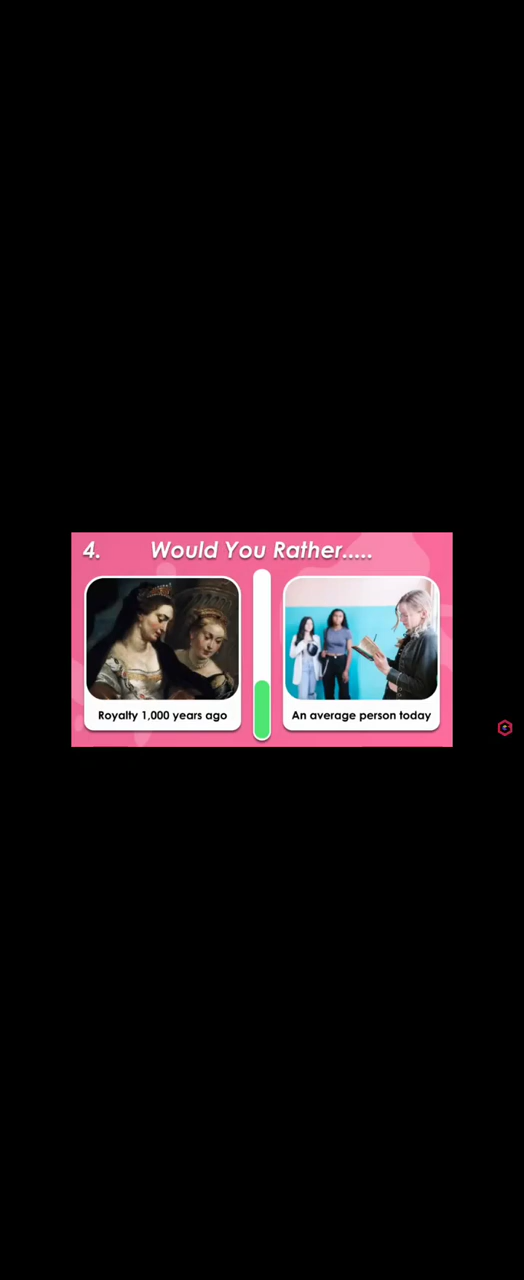 4. Would You Rather.....
Royalty 1,000 years ago
An average person today